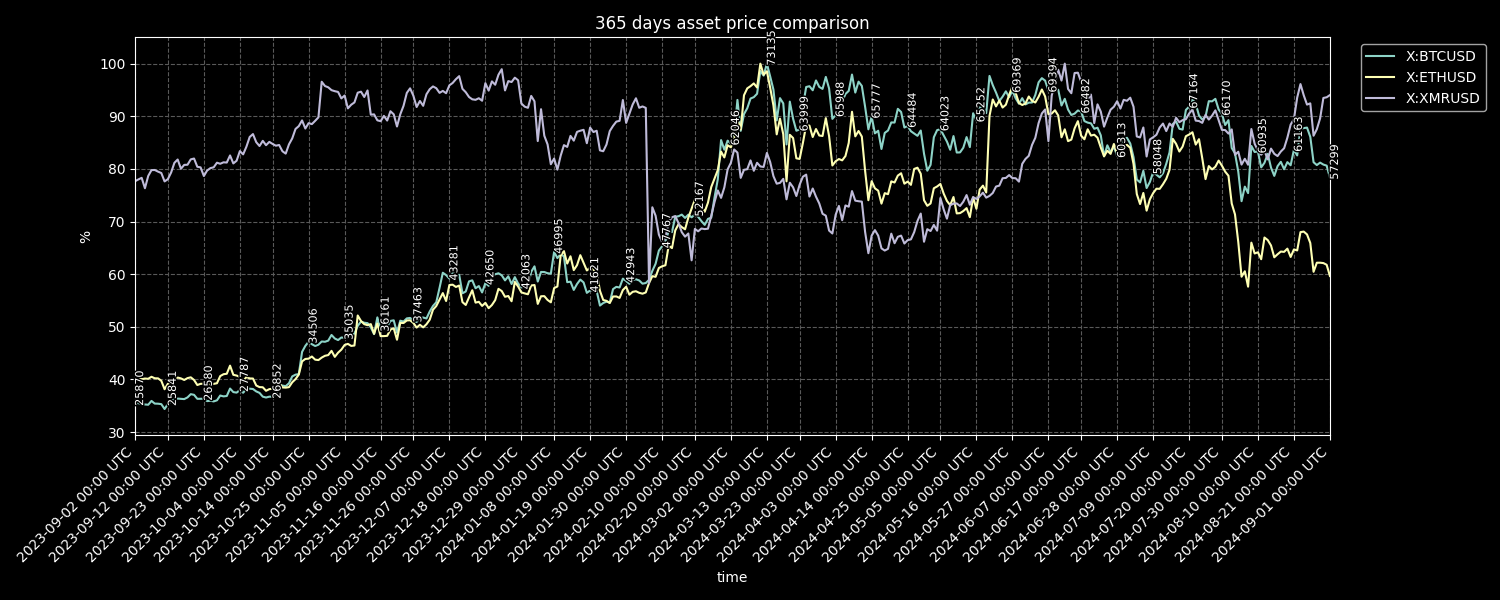 365 days asset price comparison
X:BTCUSD
X:ETHUSD
X:XMRUSD
100
90
80
70
60
50
40
30
%
25870
25841
26580
27787
26852
34506
35035
36161
37463
43281
42650
42063
46995
41621
42943
47767
52167
62046
73135
63999
65988
65777
64484
64023
65252
69369
69394
66482
60313
58048
67164
66170
60935
61163
57299
2023-09-02 00:00 UTC
2023-09-12 00:00 UTC
2023-09-23 00:00 UTC
2023-10-04 00:00 UTC
2023-10-14 00:00 UTC
2023-10-25 00:00 UTC
2023-11-05 00:00 UTC
2023-11-16 00:00 UTC
2023-11-26 00:00 UTC
2023-12-07 00:00 UTC
2023-12-18 00:00 UTC
2023-12-29 00:00 UTC
2024-01-08 00:00 UTC
2024-01-19 00:00 UTC
2024-01-30 00:00 UTC
2024-02-10 00:00 UTC
2024-02-20 00:00 UTC
2024-03-02 00:00 UTC
2024-03-13 00:00 UTC
2024-03-24 00:00 UTC
2024-04-03 00:00 UTC
2024-04-14 00:00 UTC
2024-04-25 00:00 UTC
2024-05-05 00:00 UTC
2024-05-16 00:00 UTC
2024-05-27 00:00 UTC
2024-06-07 00:00 UTC
2024-06-17 00:00 UTC
2024-06-28 00:00 UTC
2024-07-09 00:00 UTC
2024-07-20 00:00 UTC
2024-07-30 00:00 UTC
2024-08-10 00:00 UTC
2024-08-21 00:00 UTC
2024-09-01 00:00 UTC
time